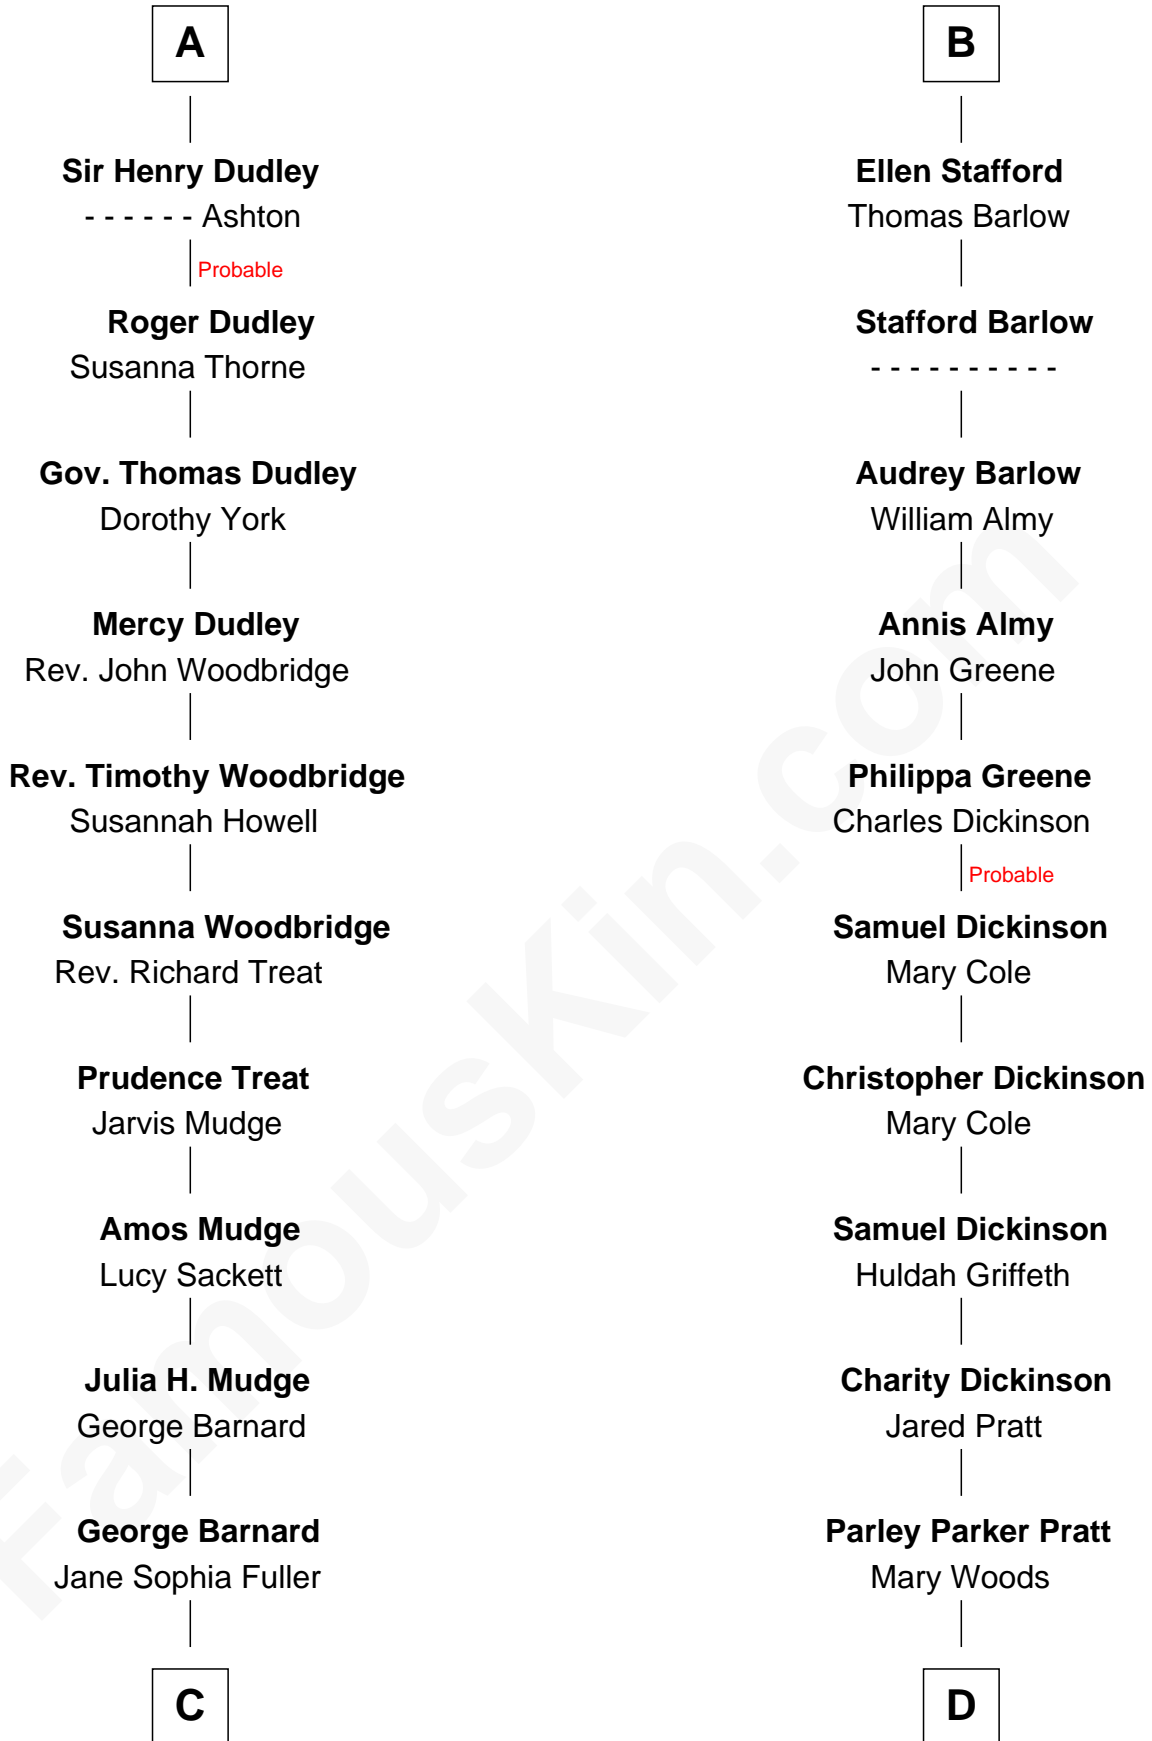 A
Sir Henry Dudley
- - - - - - Ashton
Probable
Roger Dudley
Susanna Thorne
Gov. Thomas Dudley
Dorothy York
Mercy Dudley
Rev. John Woodbridge
Rev. Timothy Woodbridge
Susannah Howell
Susanna Woodbridge
Rev. Richard Treat
Prudence Treat
Jarvis Mudge
Amos Mudge
Lucy Sackett
Julia H. Mudge
George Barnard
George Barnard
Jane Sophia Fuller
C
B
Ellen Stafford
Thomas Barlow
Stafford Barlow
- - - - - - - - - -
Audrey Barlow
William Almy
Annis Almy
John Greene
Philippa Greene
Charles Dickinson
Probable
Samuel Dickinson
Mary Cole
Christopher Dickinson
Mary Cole
Samuel Dickinson
Huldah Griffeth
Charity Dickinson
Jared Pratt
Parley Parker Pratt
Mary Woods
D
FamousKin.com